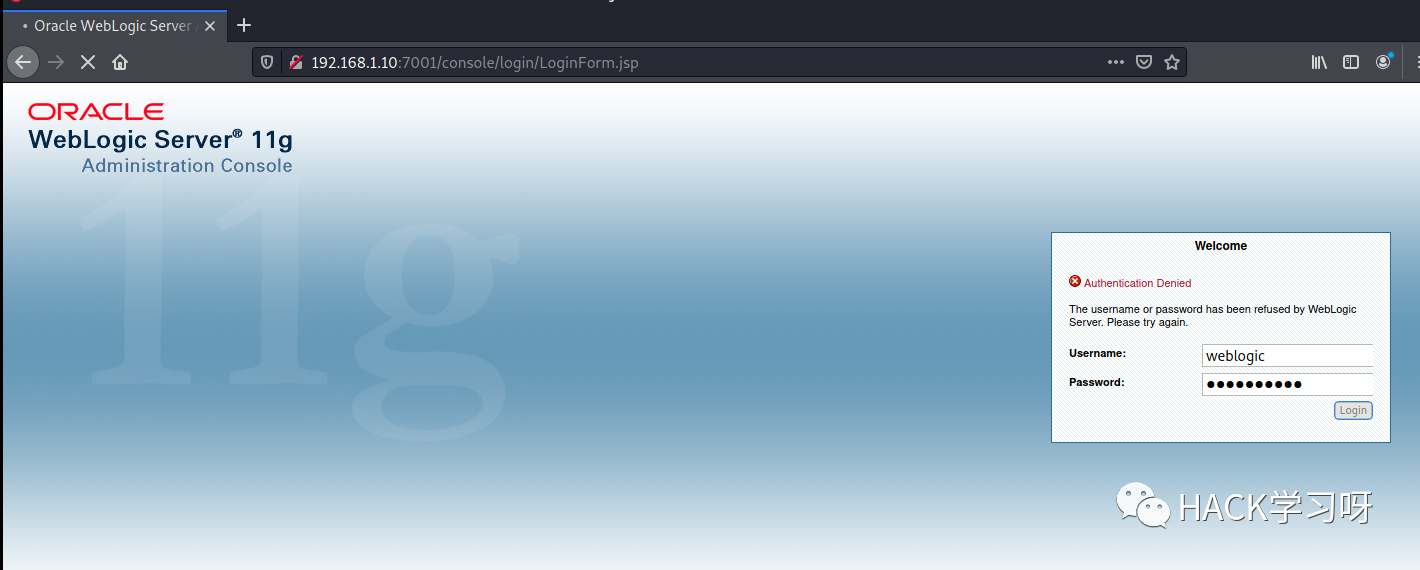 Oracle WebLogic Server
192.168.1.10:7001/console/login/LoginForm.jsp
ORACLE
WebLogic Server® 11g
Administration Console
11g
Welcome
Authentication Denied
The username or password has been refused by WebLogic
Server. Please try again.
Username:
weblogic
Password:
●●●●●●●●●●
Login
HACK学习呀